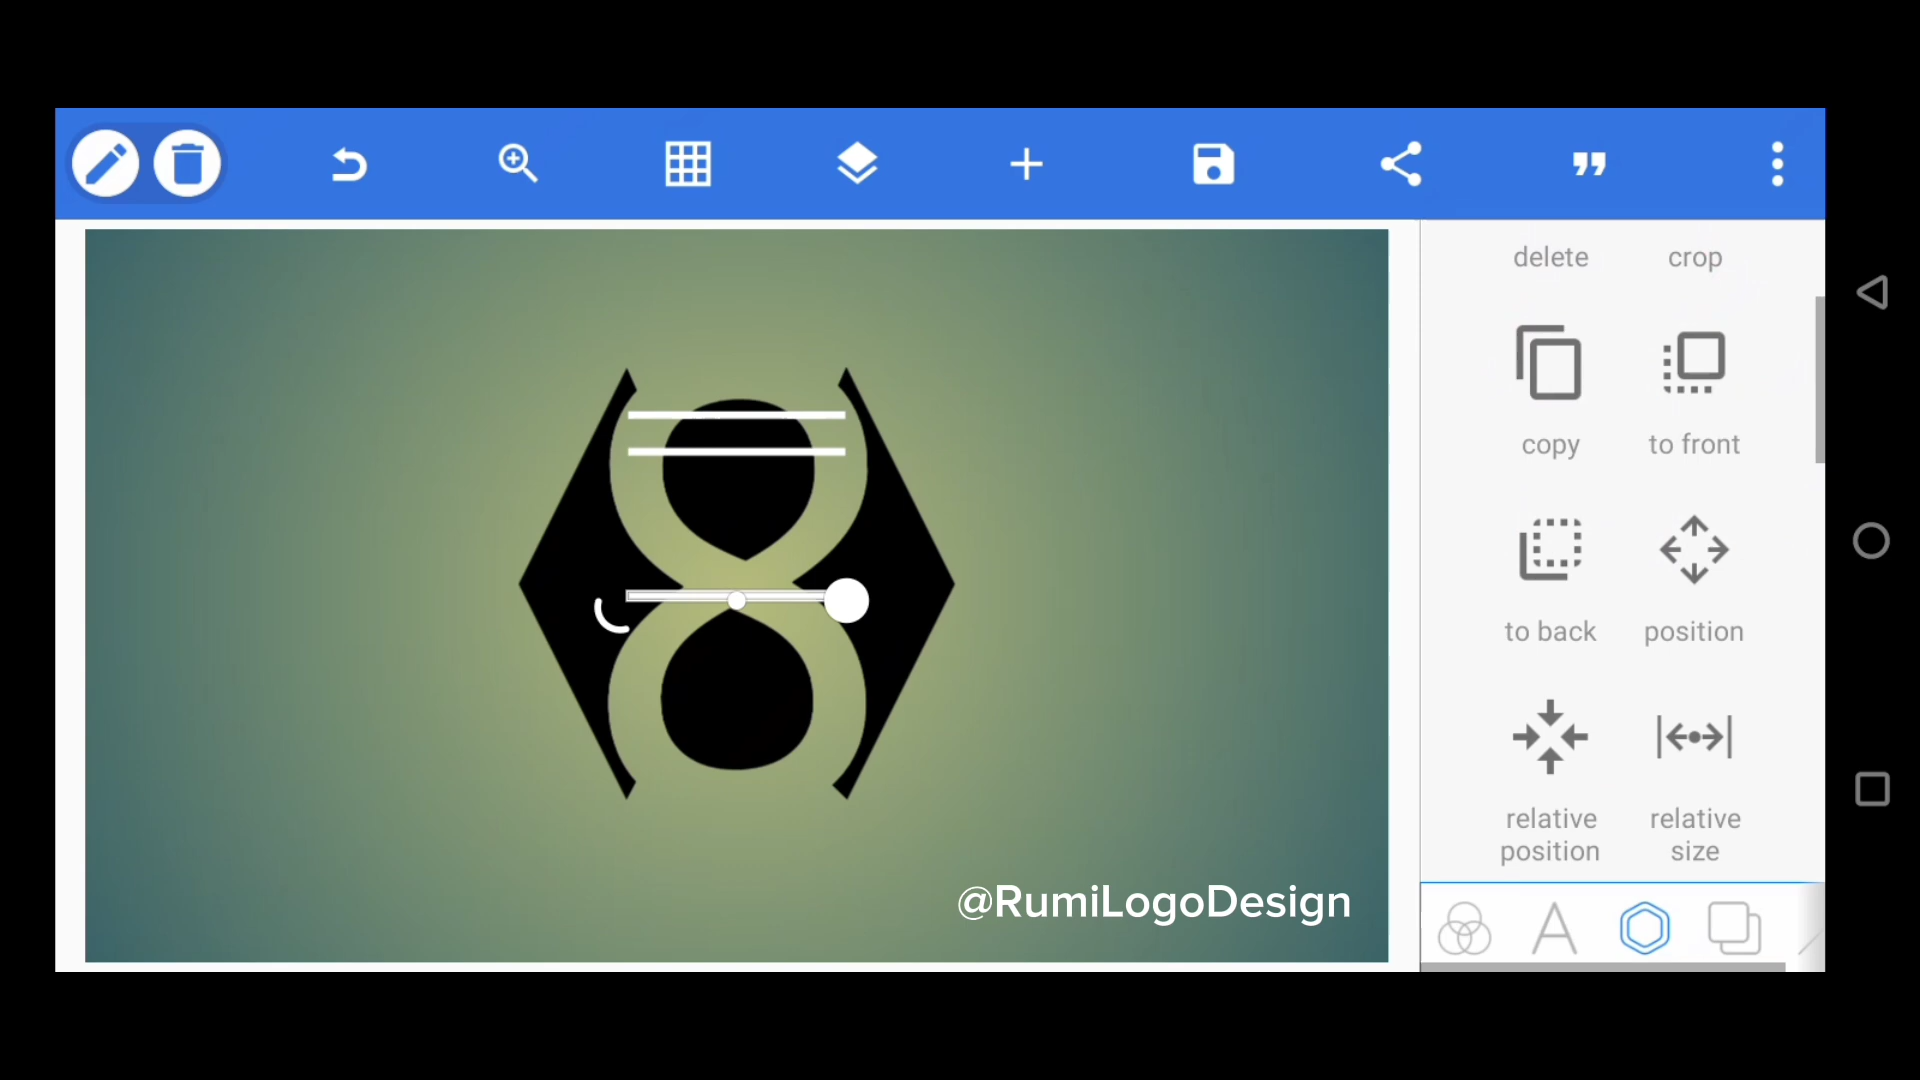 delete crop
copy to front
to back position
relative position
relative size
@RumiLogoDesign